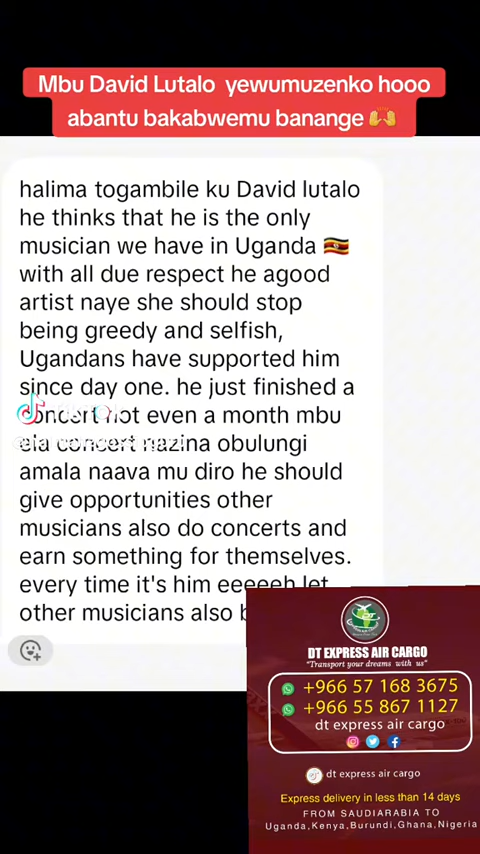 Mbu David Lutalo yewumuzenko hooo
abantu bakabwemu banange 🙌
halima togambile ku David lutalo
he thinks that he is the only
musician we have in Uganda 🇺🇬
with all due respect he agood
artist naye she should stop
being greedy and selfish,
Ugandans have supported him
since day one. he just finished a
concert not even a month mbu
ela concert nazina obulungi
amala naava mu diro he should
give opportunities other
musicians also do concerts and
earn something for themselves.
every time it's him eeeeeh let
other musicians also
DT
DT EXPRESS AIR CARGO
"Transport your dreams with us"
+966 57 168 3675
+966 55 867 1127
dt express air cargo
dt express air cargo
Express delivery in less than 14 days
FROM SAUDIARABIA TO
Uganda,Kenya,Burundi,Ghana,Nigeria